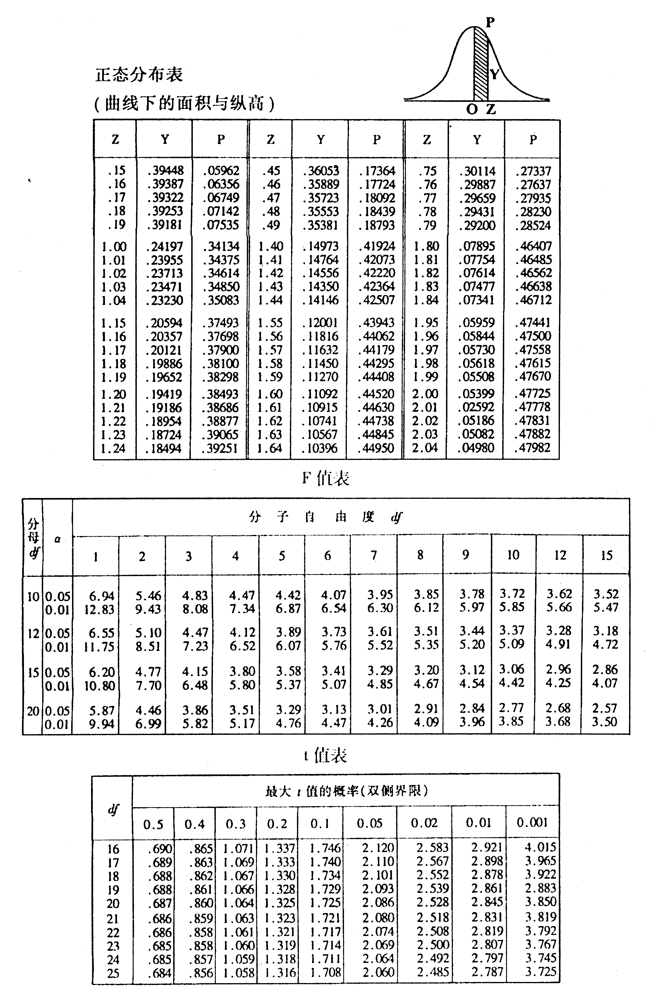 P
Y
O Z
正态分布表
(曲线下的面积与纵高)
Z Y P Z Y P Z Y P
.15 .39448 .05962 .45 .36053 .17364 .75 .30114 .27337
.16 .39387 .06356 .46 .35889 .17724 .76 .29887 .27637
.17 .39322 .06749 .47 .35723 .18092 .77 .29659 .27935
.18 .39253 .07142 .48 .35553 .18439 .78 .29431 .28230
.19 .39181 .07535 .49 .35381 .18793 .79 .29200 .28524
1.00 .24197 .34134 1.40 .14973 .41924 1.80 .07895 .46407
1.01 .23955 .34375 1.41 .14764 .42073 1.81 .07754 .46485
1.02 .23713 .34614 1.42 .14556 .42220 1.82 .07614 .46562
1.03 .23471 .34850 1.43 .14350 .42364 1.83 .07477 .46638
1.04 .23230 .35083 1.44 .14146 .42507 1.84 .07341 .46712
1.15 .20594 .37493 1.55 .12001 .43943 1.95 .05959 .47441
1.16 .20357 .37698 1.56 .11816 .44062 1.96 .05844 .47500
1.17 .20121 .37900 1.57 .11632 .44179 1.97 .05730 .47558
1.18 .19886 .38100 1.58 .11450 .44295 1.98 .05618 .47615
1.19 .19652 .38298 1.59 .11270 .44408 1.99 .05508 .47670
1.20 .19419 .38493 1.60 .11092 .44520 2.00 .05399 .47725
1.21 .19186 .38686 1.61 .10915 .44630 2.01 .02592 .47778
1.22 .18954 .38877 1.62 .10741 .44738 2.02 .05186 .47831
1.23 .18724 .39065 1.63 .10567 .44845 2.03 .05082 .47882
1.24 .18494 .39251 1.64 .10396 .44950 2.04 .04980 .47982
F 值表
分母 df α 分子自由度 df
1 2 3 4 5 6 7 8 9 10 12 15
10 0.05 6.94 5.46 4.83 4.47 4.42 4.07 3.95 3.85 3.78 3.72 3.62 3.52
0.01 12.83 9.43 8.08 7.34 6.87 6.54 6.30 6.12 5.97 5.85 5.66 5.47
12 0.05 6.55 5.10 4.47 4.12 3.89 3.73 3.61 3.51 3.44 3.37 3.28 3.18
0.01 11.75 8.51 7.23 6.52 6.07 5.76 5.52 5.35 5.20 5.09 4.91 4.72
15 0.05 6.20 4.77 4.15 3.80 3.58 3.41 3.29 3.20 3.12 3.06 2.96 2.86
0.01 10.80 7.70 6.48 5.80 5.37 5.07 4.85 4.67 4.54 4.42 4.25 4.07
20 0.05 5.87 4.46 3.86 3.51 3.29 3.13 3.01 2.91 2.84 2.77 2.68 2.57
0.01 9.94 6.99 5.82 5.17 4.76 4.47 4.26 4.09 3.96 3.85 3.68 3.50
t 值表
df 最大 t 值的概率(双侧界限)
0.5 0.4 0.3 0.2 0.1 0.05 0.02 0.01 0.001
16 .690 .865 1.071 1.337 1.746 2.120 2.583 2.921 4.015
17 .689 .863 1.069 1.333 1.740 2.110 2.567 2.898 3.965
18 .688 .862 1.067 1.330 1.734 2.101 2.552 2.878 3.922
19 .688 .861 1.066 1.328 1.729 2.093 2.539 2.861 2.883
20 .687 .860 1.064 1.325 1.725 2.086 2.528 2.845 3.850
21 .686 .859 1.063 1.323 1.721 2.080 2.518 2.831 3.819
22 .686 .858 1.061 1.321 1.717 2.074 2.508 2.819 3.792
23 .685 .858 1.060 1.319 1.714 2.069 2.500 2.807 3.767
24 .685 .857 1.059 1.318 1.711 2.064 2.492 2.797 3.745
25 .684 .856 1.058 1.316 1.708 2.060 2.485 2.787 3.725